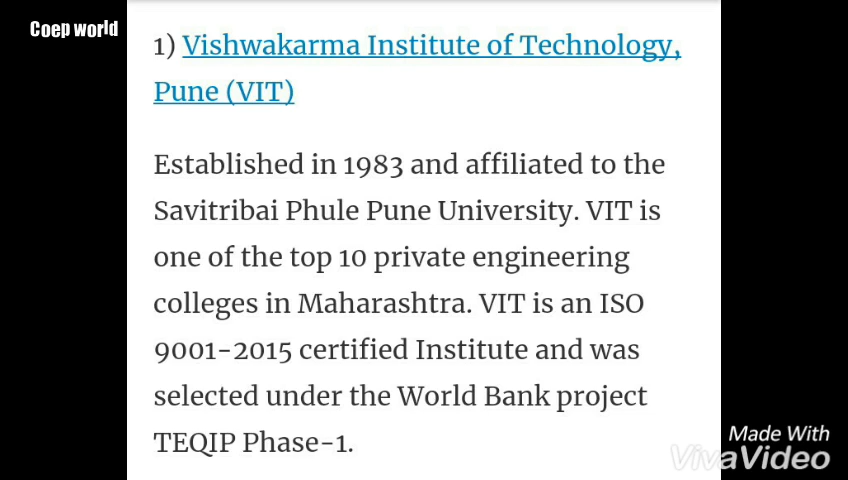 Coep world
1) Vishwakarma Institute of Technology,
Pune (VIT)
Established in 1983 and affiliated to the
Savitribai Phule Pune University. VIT is
one of the top 10 private engineering
colleges in Maharashtra. VIT is an ISO
9001-2015 certified Institute and was
selected under the World Bank project
TEQIP Phase-1.
Made With
VivaVideo